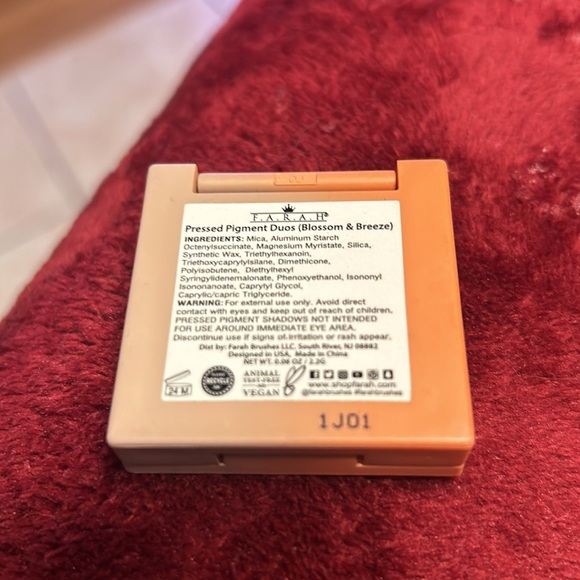 F.A.R.A.H®
Pressed Pigment Duos (Blossom & Breeze)
INGREDIENTS: Mica, Aluminum Starch
Octenylsuccinate, Magnesium Myristate, Silica,
Synthetic Wax, Triethylhexanoin,
Triethoxycaprylylsilane, Dimethicone,
Polyisobutene, Diethylhexyl
Syringylidenemalonate, Phenoxyethanol, Isononyl
Isononanoate, Caprylyl Glycol,
Caprylic/capric Triglyceride.
WARNING: For external use only. Avoid direct
contact with eyes and keep out of reach of children.
PRESSED PIGMENT SHADOWS NOT INTENDED
FOR USE AROUND IMMEDIATE EYE AREA.
Discontinue use if signs of irritation or rash appear.
Dist by: Farah Brushes LLC. South River, NJ 08882
Designed in USA, Made in China
NET WT. 0.08 OZ / 2.2G
24 M
RECYCLE
ANIMAL
TEST-FREE
VEGAN
www.shopfarah.com
@farahbrushes #farahbrushes
1J01